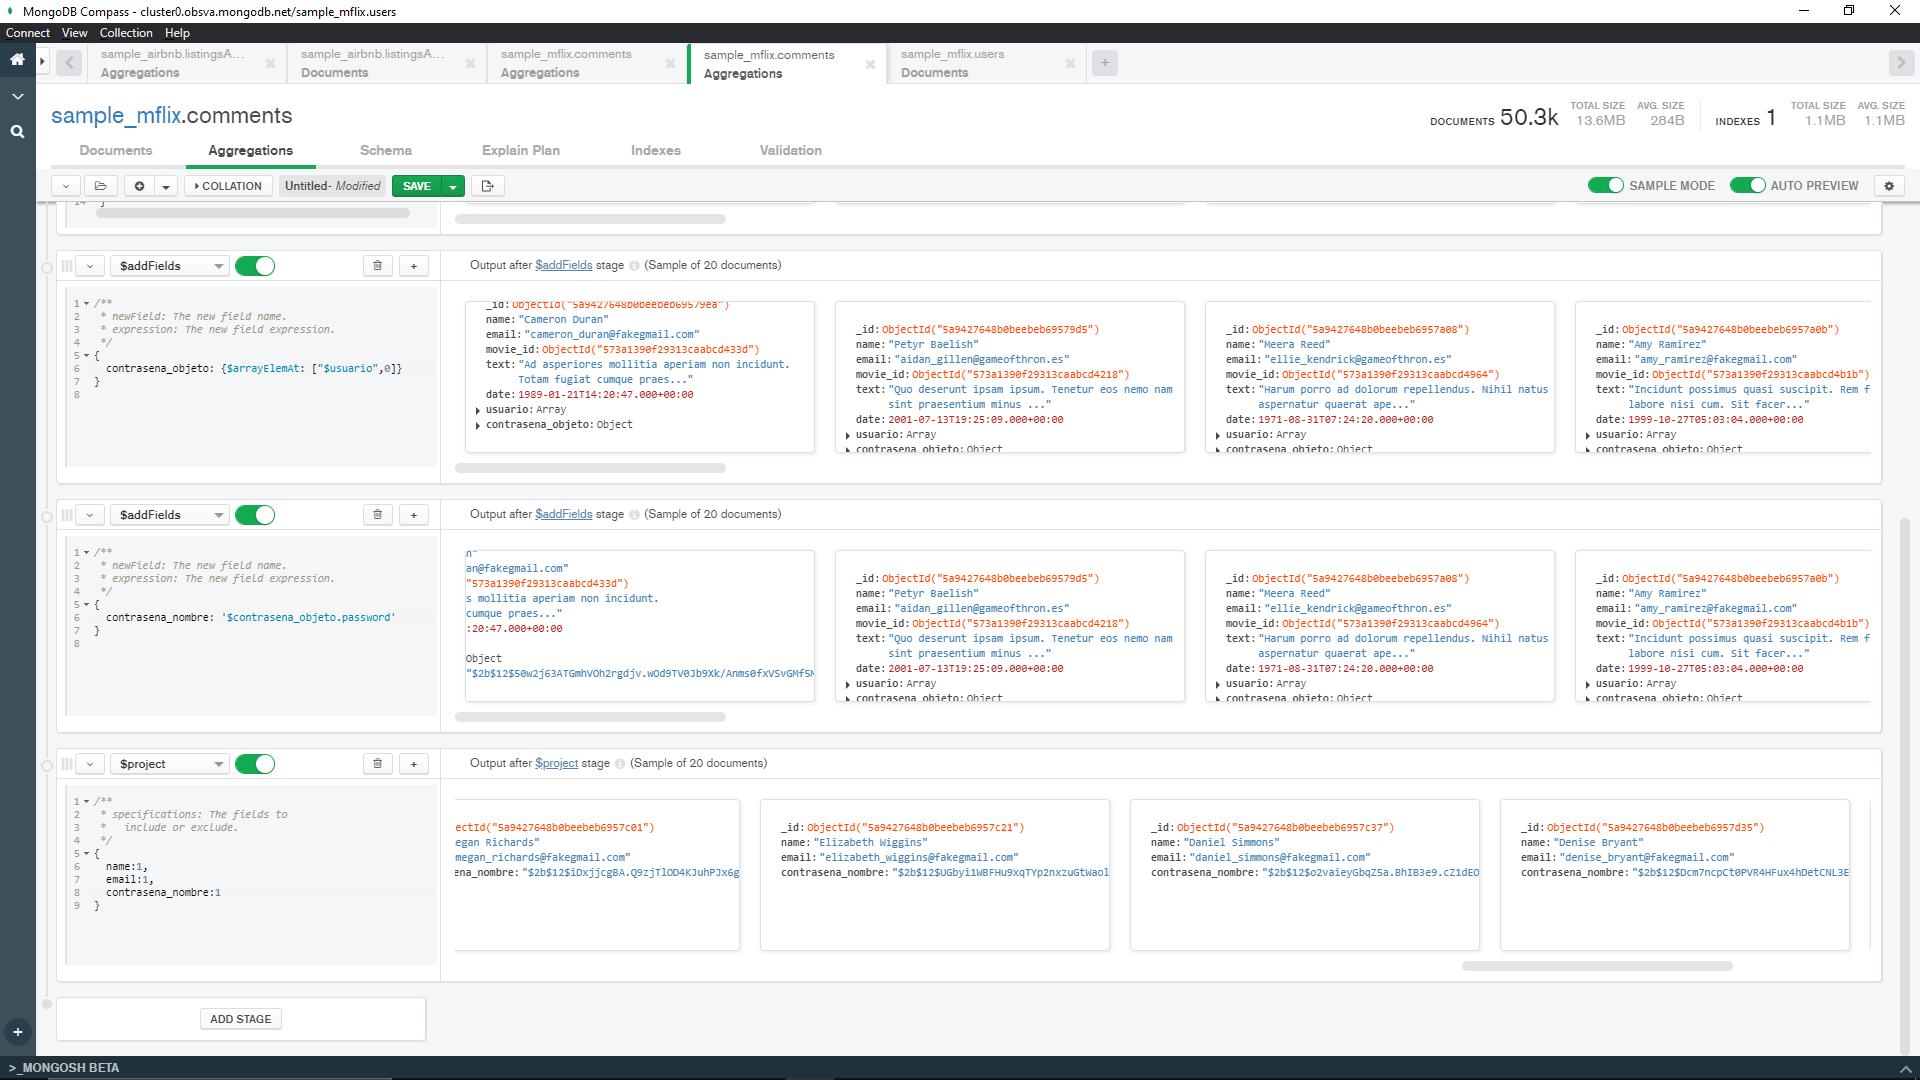 MongoDB Compass - cluster0.obsva.mongodb.net/sample_mflix.users
Connect View Collection Help
sample_airbnb.listingsA...
Aggregations
sample_airbnb.listingsA...
Documents
sample_mflix.comments
Aggregations
sample_mflix.comments
Aggregations
sample_mflix.users
Documents
sample_mflix.comments
DOCUMENTS 50.3k
TOTAL SIZE 13.6MB
AVG. SIZE 284B
INDEXES 1
TOTAL SIZE 1.1MB
AVG. SIZE 1.1MB
Documents Aggregations Schema Explain Plan Indexes Validation
COLLATION Untitled- Modified SAVE SAMPLE MODE AUTO PREVIEW
$addFields
Output after $addFields stage (Sample of 20 documents)
1 /**
2 * newField: The new field name.
3 * expression: The new field expression.
4 */
5 {
6 contrasena_objeto: {$arrayElemAt: ["$usuario",0]}
7 }
8
_id:ObjectId("5a9427648b0beebeb69579ea")
name:"Cameron Duran"
email:"cameron_duran@fakegmail.com"
movie_id:ObjectId("573a1390f29313caabcd433d")
text:"Ad asperiores mollitia aperiam non incidunt.
Totam fugiat cumque praes..."
date:1989-01-21T14:20:47.000+00:00
usuario:Array
contrasena_objeto:Object
_id:ObjectId("5a9427648b0beebeb69579d5")
name:"Petyr Baelish"
email:"aidan_gillen@gameofthron.es"
movie_id:ObjectId("573a1390f29313caabcd4218")
text:"Quo deserunt ipsam ipsum. Tenetur eos nemo nam
sint praesentium minus ..."
date:2001-07-13T19:25:09.000+00:00
usuario:Array
contrasena_objeto:Object
_id:ObjectId("5a9427648b0beebeb6957a08")
name:"Meera Reed"
email:"ellie_kendrick@gameofthron.es"
movie_id:ObjectId("573a1390f29313caabcd4964")
text:"Harum porro ad dolorum repellendus. Nihil natus
aspernatur quaerat ape..."
date:1971-08-31T07:24:20.000+00:00
usuario:Array
contrasena_objeto:Object
_id:ObjectId("5a9427648b0beebeb6957a0b")
name:"Amy Ramirez"
email:"amy_ramirez@fakegmail.com"
movie_id:ObjectId("573a1390f29313caabcd4b1b")
text:"Incidunt possimus quasi suscipit. Rem f
labore nisi cum. Sit facer..."
date:1999-10-27T05:03:04.000+00:00
usuario:Array
contrasena_objeto:Object
$addFields
Output after $addFields stage (Sample of 20 documents)
1 /**
2 * newField: The new field name.
3 * expression: The new field expression.
4 */
5 {
6 contrasena_nombre: '$contrasena_objeto.password'
7 }
8
n"
an@fakegmail.com"
"573a1390f29313caabcd433d")
s mollitia aperiam non incidunt.
cumque praes..."
:20:47.000+00:00
Object
"$2b$12$50w2j63ATGmhVOh2rgdjv.wOd9TV0Jb9Xk/Anms0fxVSvGMf5M
_id:ObjectId("5a9427648b0beebeb69579d5")
name:"Petyr Baelish"
email:"aidan_gillen@gameofthron.es"
movie_id:ObjectId("573a1390f29313caabcd4218")
text:"Quo deserunt ipsam ipsum. Tenetur eos nemo nam
sint praesentium minus ..."
date:2001-07-13T19:25:09.000+00:00
usuario:Array
contrasena_objeto:Object
_id:ObjectId("5a9427648b0beebeb6957a08")
name:"Meera Reed"
email:"ellie_kendrick@gameofthron.es"
movie_id:ObjectId("573a1390f29313caabcd4964")
text:"Harum porro ad dolorum repellendus. Nihil natus
aspernatur quaerat ape..."
date:1971-08-31T07:24:20.000+00:00
usuario:Array
contrasena_objeto:Object
_id:ObjectId("5a9427648b0beebeb6957a0b")
name:"Amy Ramirez"
email:"amy_ramirez@fakegmail.com"
movie_id:ObjectId("573a1390f29313caabcd4b1b")
text:"Incidunt possimus quasi suscipit. Rem f
labore nisi cum. Sit facer..."
date:1999-10-27T05:03:04.000+00:00
usuario:Array
contrasena_objeto:Object
$project
Output after $project stage (Sample of 20 documents)
1 /**
2 * specifications: The fields to
3 * include or exclude.
4 */
5 {
6 name:1,
7 email:1,
8 contrasena_nombre:1
9 }
ectId("5a9427648b0beebeb6957c01")
egan Richards"
megan_richards@fakegmail.com"
ena_nombre:"$2b$12$iDxjjcgBA.Q9zjTlOD4KJuhPJx6g
_id:ObjectId("5a9427648b0beebeb6957c21")
name:"Elizabeth Wiggins"
email:"elizabeth_wiggins@fakegmail.com"
contrasena_nombre:"$2b$12$UGbyi1WBFHu9xqTYp2nxzuGtWaol
_id:ObjectId("5a9427648b0beebeb6957c37")
name:"Daniel Simmons"
email:"daniel_simmons@fakegmail.com"
contrasena_nombre:"$2b$12$o2vaieyGbqZ5a.BhIB3e9.cZ1dEO
_id:ObjectId("5a9427648b0beebeb6957d35")
name:"Denise Bryant"
email:"denise_bryant@fakegmail.com"
contrasena_nombre:"$2b$12$Dcm7ncpCt0PVR4HFux4hDetCNL3E
ADD STAGE
>_MONGOSH BETA